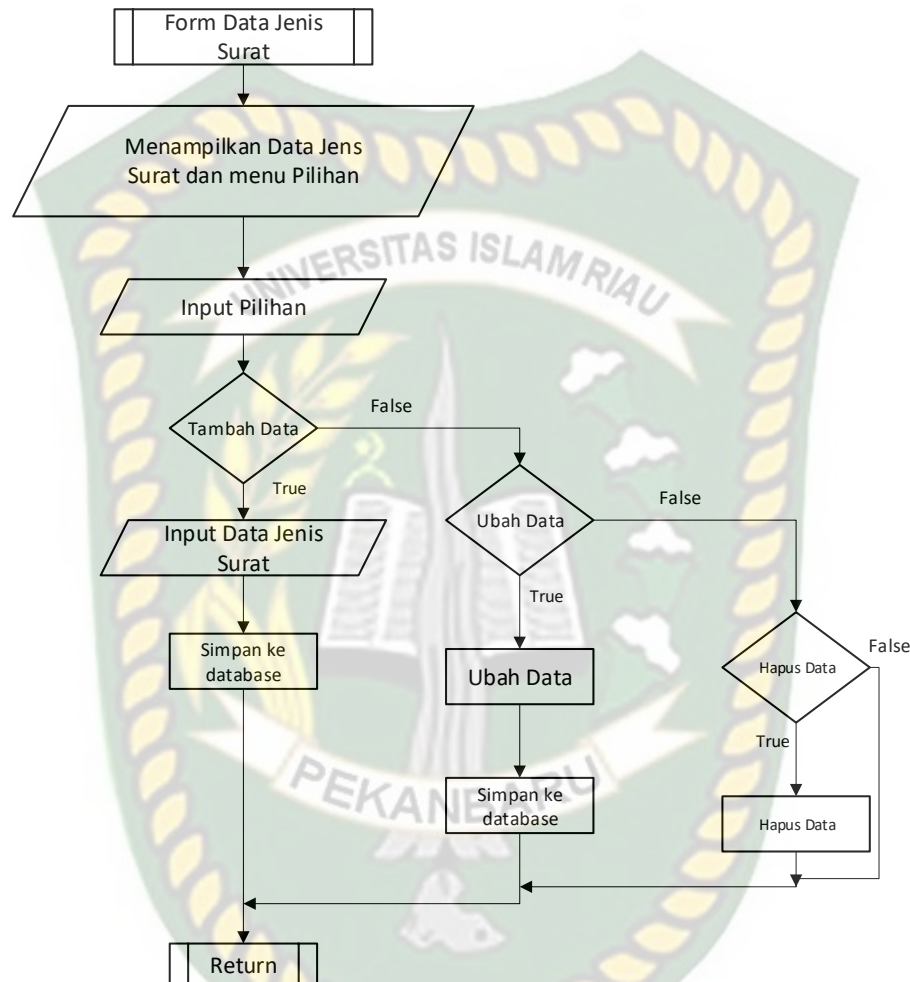 Form Data Jenis
Surat
Menampilkan Data Jens
Surat dan menu Pilihan
UNIVERSITAS ISLAM RIAU
Input Pilihan
Tambah Data
False
True
Ubah Data
False
Input Data Jenis
Surat
True
Simpan ke
database
Ubah Data
Hapus Data
False
True
PEKANBARU
Simpan ke
database
Hapus Data
Return